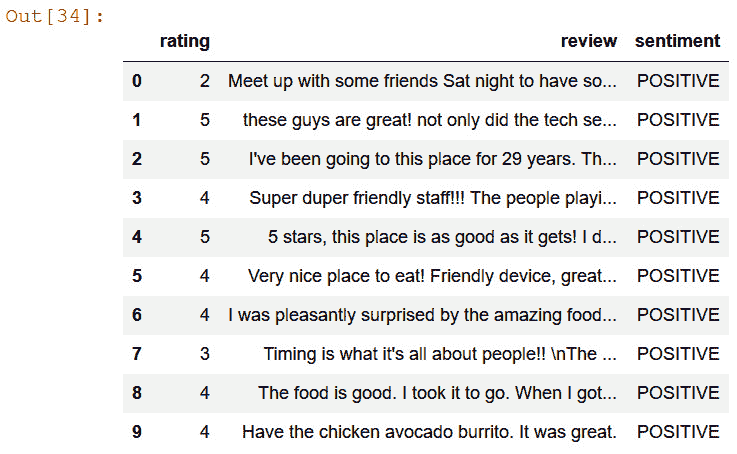 Out[34]:
rating review sentiment
0 2 Meet up with some friends Sat night to have so... POSITIVE
1 5 these guys are great! not only did the tech se... POSITIVE
2 5 I've been going to this place for 29 years. Th... POSITIVE
3 4 Super duper friendly staff!!! The people playi... POSITIVE
4 5 5 stars, this place is as good as it gets! I d... POSITIVE
5 4 Very nice place to eat! Friendly device, great... POSITIVE
6 4 I was pleasantly surprised by the amazing food... POSITIVE
7 3 Timing is what it's all about people!! \nThe ... POSITIVE
8 4 The food is good. I took it to go. When I got... POSITIVE
9 4 Have the chicken avocado burrito. It was great. POSITIVE